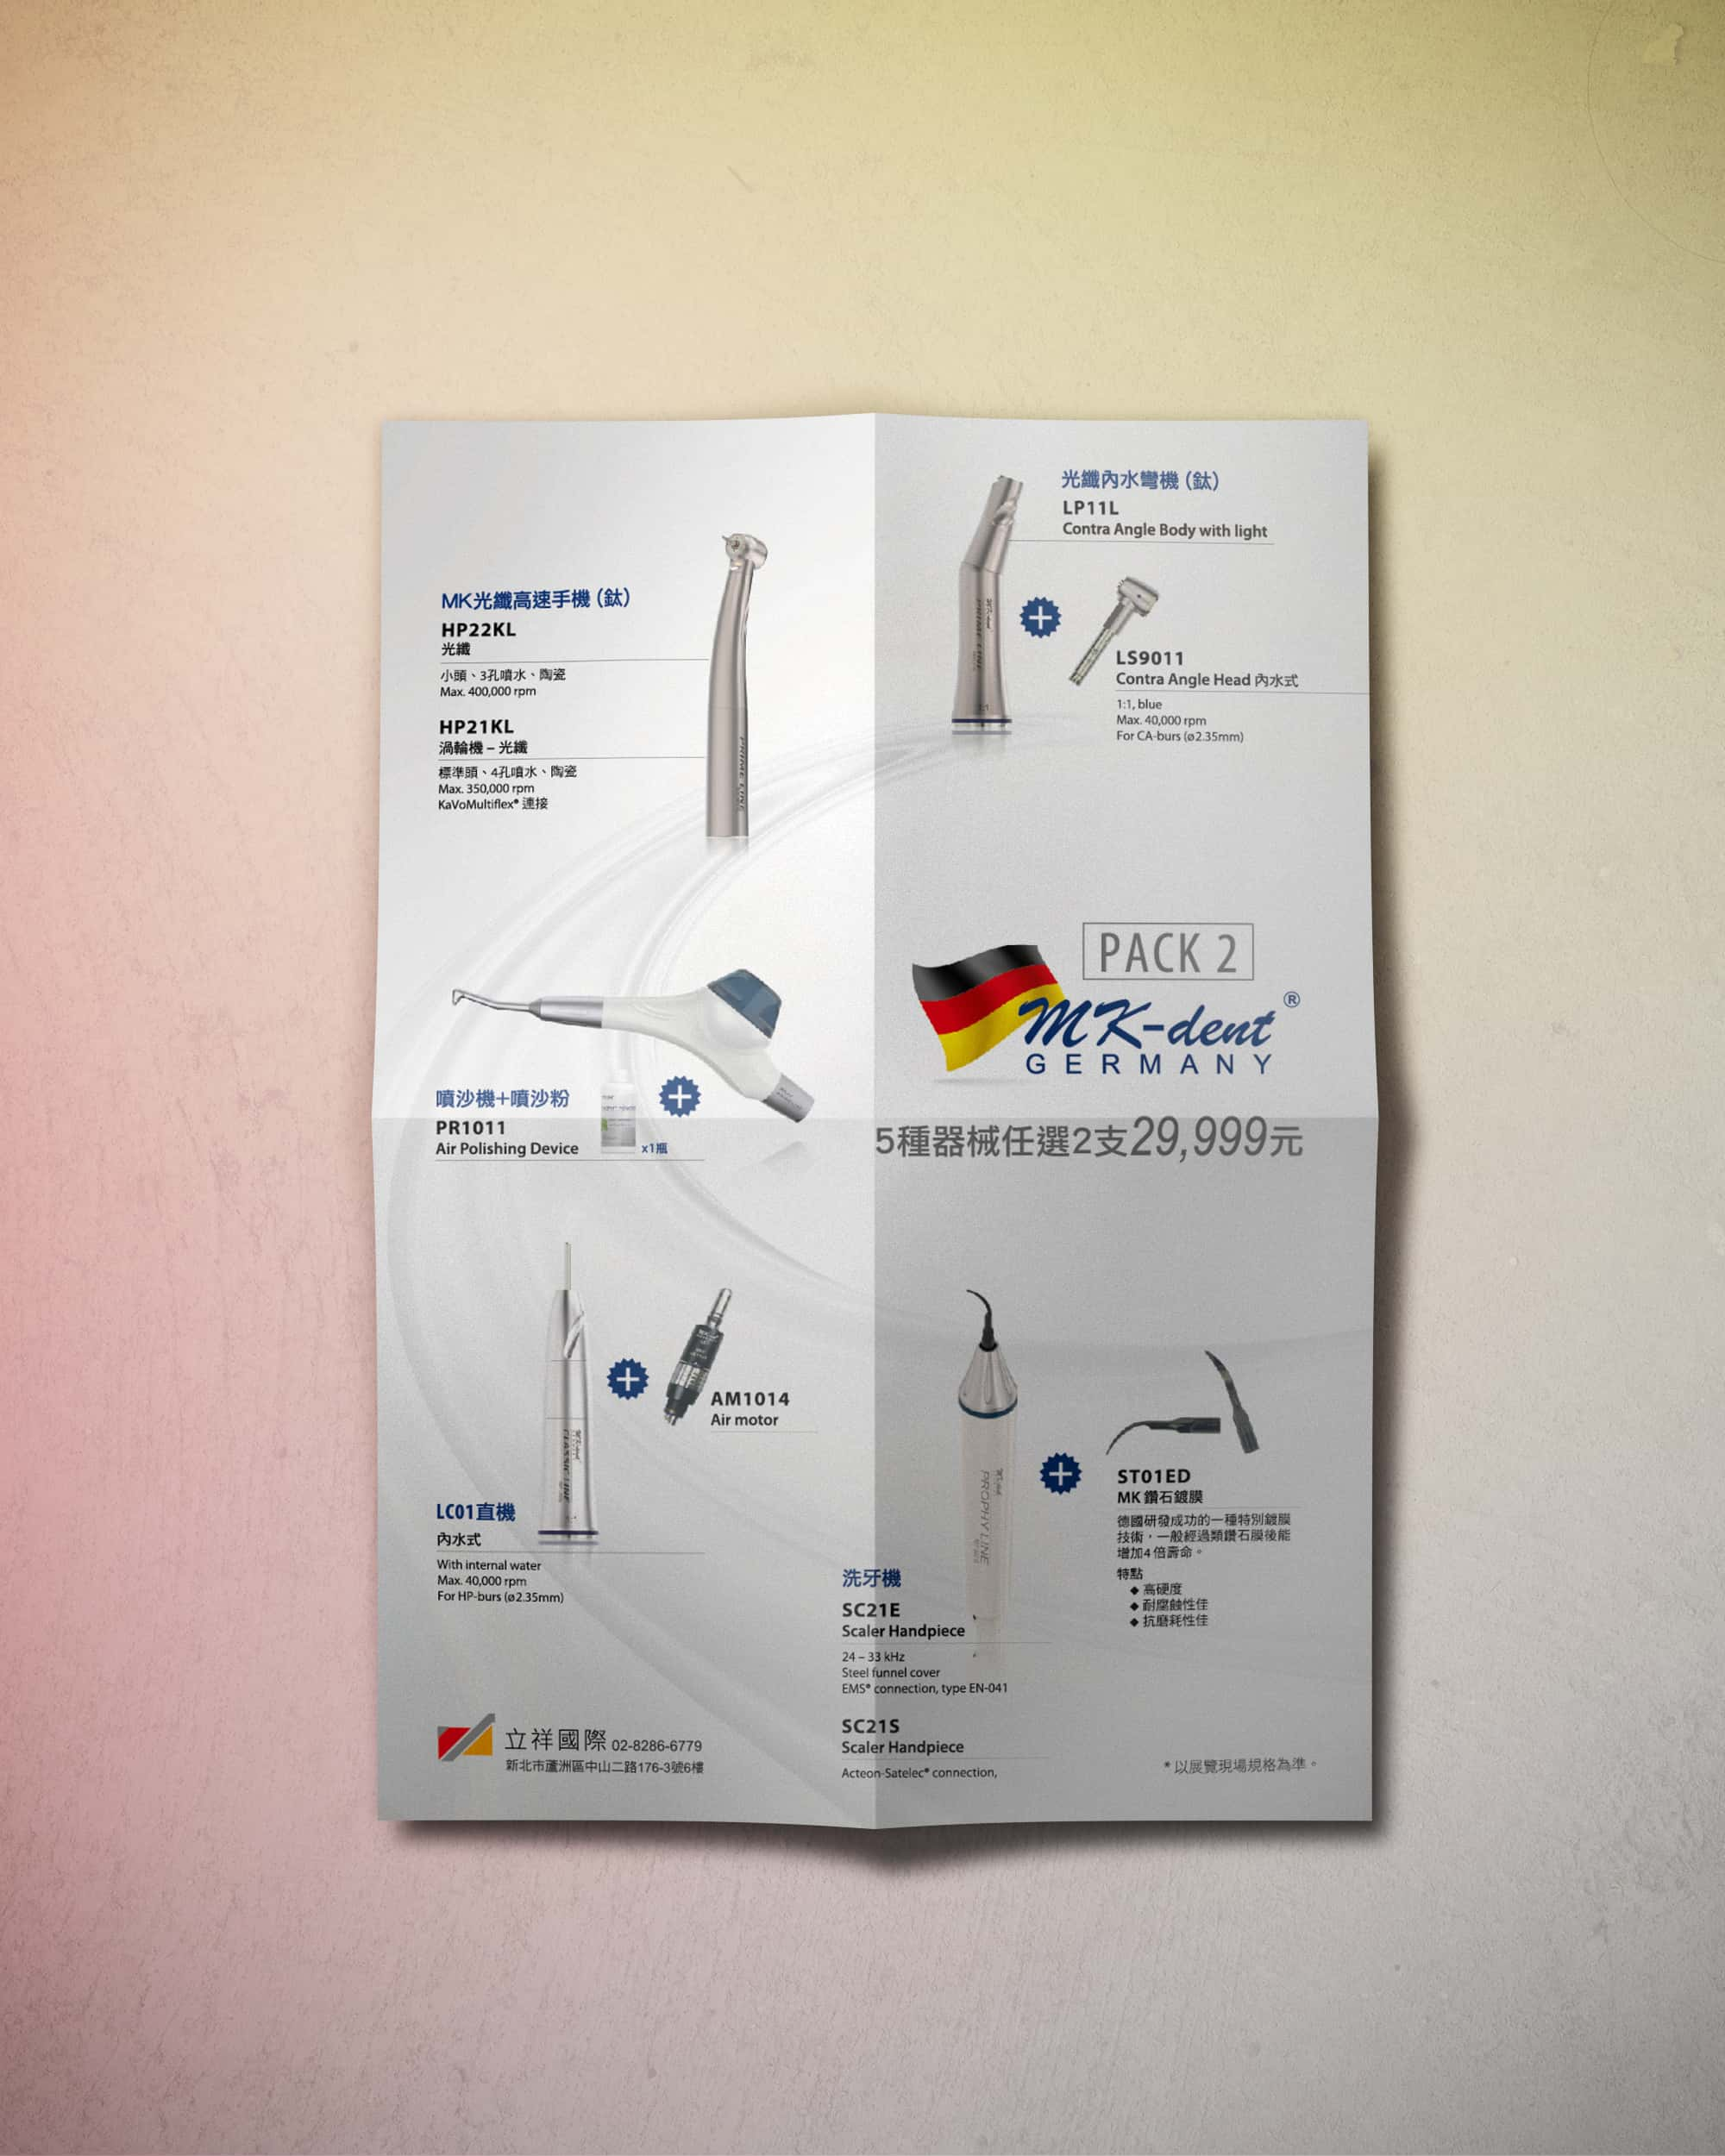 MK光纖高速手機（鈦）
HP22KL
光纖
小頭、3孔噴水、陶瓷
Max. 400,000 rpm
HP21KL
渦輪機 – 光纖
標準頭、4孔噴水、陶瓷
Max. 350,000 rpm
KaVoMultiflex® 連接
光纖內水彎機（鈦）
LP11L
Contra Angle Body with light
LS9011
Contra Angle Head 內水式
1:1, blue
Max. 40,000 rpm
For CA-burs (ø2.35mm)
PACK 2
MK-dent®
GERMANY
5種器械任選2支29,999元
噴沙機+噴沙粉
PR1011
Air Polishing Device
x1瓶
PRIME LINE
AM1014
Air motor
CLASSIC LINE
LC01直機
內水式
With internal water
Max. 40,000 rpm
For HP-burs (ø2.35mm)
PROPHY LINE
洗牙機
SC21E
Scaler Handpiece
24 – 33 kHz
Steel funnel cover
EMS® connection, type EN-041
SC21S
Scaler Handpiece
Acteon-Satelec® connection,
ST01ED
MK 鑽石鍍膜
德國研發成功的一種特別鍍膜
技術，一般經過類鑽石膜後能
增加4 倍壽命。
特點
◆ 高硬度
◆ 耐腐蝕性佳
◆ 抗磨耗性佳
立祥國際 02-8286-6779
新北市蘆洲區中山二路176-3號6樓
* 以展覽現場規格為準。